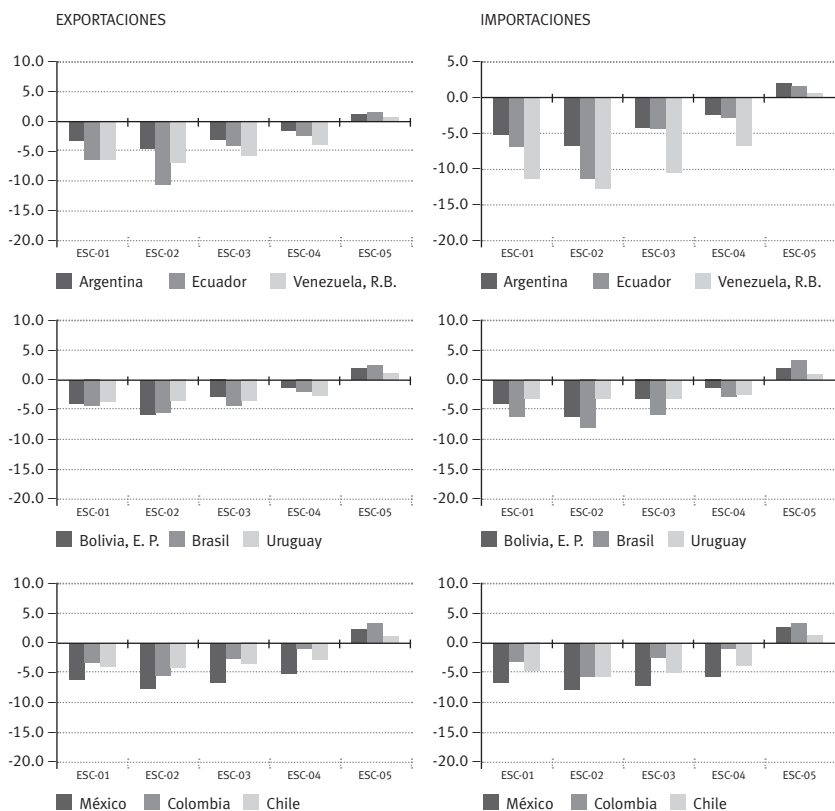 EXPORTACIONES
10.0
5.0
0.0
-5.0
-10.0
-15.0
-20.0
ESC-01 ESC-02 ESC-03 ESC-04 ESC-05
Argentina Ecuador Venezuela, R.B.
IMPORTACIONES
5.0
0.0
-5.0
-10.0
-15.0
-20.0
ESC-01 ESC-02 ESC-03 ESC-04 ESC-05
Argentina Ecuador Venezuela, R.B.
10.0
5.0
0.0
-5.0
-10.0
-15.0
-20.0
ESC-01 ESC-02 ESC-03 ESC-04 ESC-05
Bolivia, E. P. Brasil Uruguay
10.0
5.0
0.0
-5.0
-10.0
-15.0
-20.0
ESC-01 ESC-02 ESC-03 ESC-04 ESC-05
Bolivia, E. P. Brasil Uruguay
10.0
5.0
0.0
-5.0
-10.0
-15.0
-20.0
ESC-01 ESC-02 ESC-03 ESC-04 ESC-05
México Colombia Chile
10.0
5.0
0.0
-5.0
-10.0
-15.0
-20.0
ESC-01 ESC-02 ESC-03 ESC-04 ESC-05
México Colombia Chile